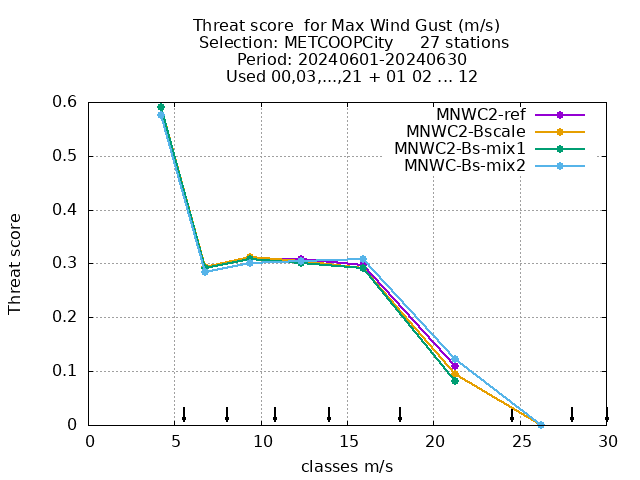 Threat score  for Max Wind Gust (m/s)
Selection: METCOOPCity     27 stations
Period: 20240601-20240630
Used 00,03,...,21 + 01 02 ... 12
MNWC2-ref
MNWC2-Bscale
MNWC2-Bs-mix1
MNWC-Bs-mix2
Threat score
0.6
0.5
0.4
0.3
0.2
0.1
0
0 5 10 15 20 25 30
classes m/s